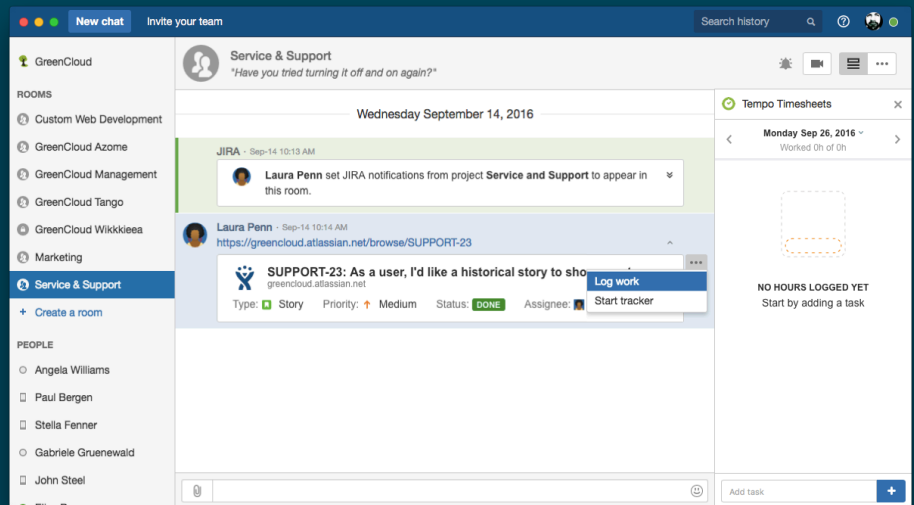 New chat
Invite your team
Search history
GreenCloud
ROOMS
Custom Web Development
GreenCloud Azome
GreenCloud Management
GreenCloud Tango
GreenCloud Wikkkieea
Marketing
Service & Support
+ Create a room
PEOPLE
Angela Williams
Paul Bergen
Stella Fenner
Gabriele Gruenewald
John Steel
Service & Support
"Have you tried turning it off and on again?"
Wednesday September 14, 2016
JIRA · Sep-14 10:13 AM
Laura Penn set JIRA notifications from project Service and Support to appear in
this room.
Laura Penn · Sep-14 10:14 AM
https://greencloud.atlassian.net/browse/SUPPORT-23
SUPPORT-23: As a user, I'd like a historical story to
greencloud.atlassian.net
Type: Story Priority: Medium Status: DONE Assignee:
Log work
Start tracker
Tempo Timesheets
Monday Sep 26, 2016
Worked 0h of 0h
NO HOURS LOGGED YET
Start by adding a task
Add task